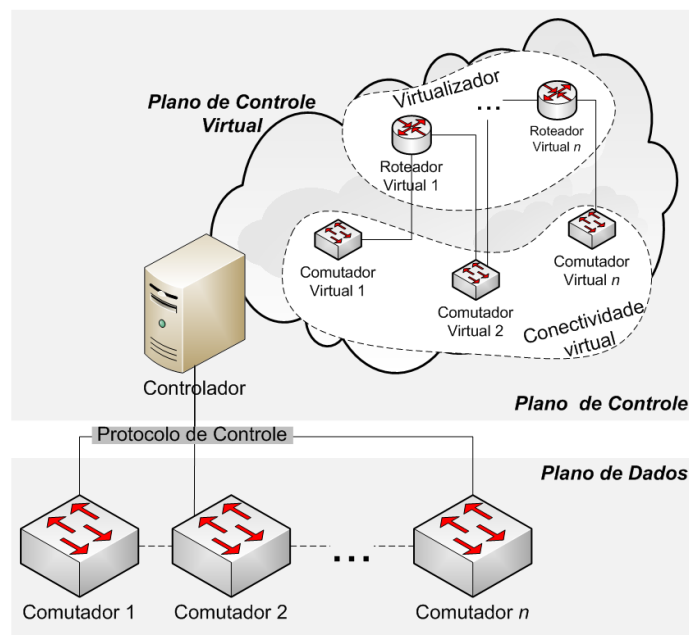 Plano de Controle
Virtual
Virtualizador
...
Roteador
Virtual n
Roteador
Virtual 1
Comutador
Virtual 1
Comutador
Virtual 2
Comutador
Virtual n
Conectividade
virtual
Controlador
Plano de Controle
Protocolo de Controle
Plano de Dados
...
Comutador 1
Comutador 2
Comutador n